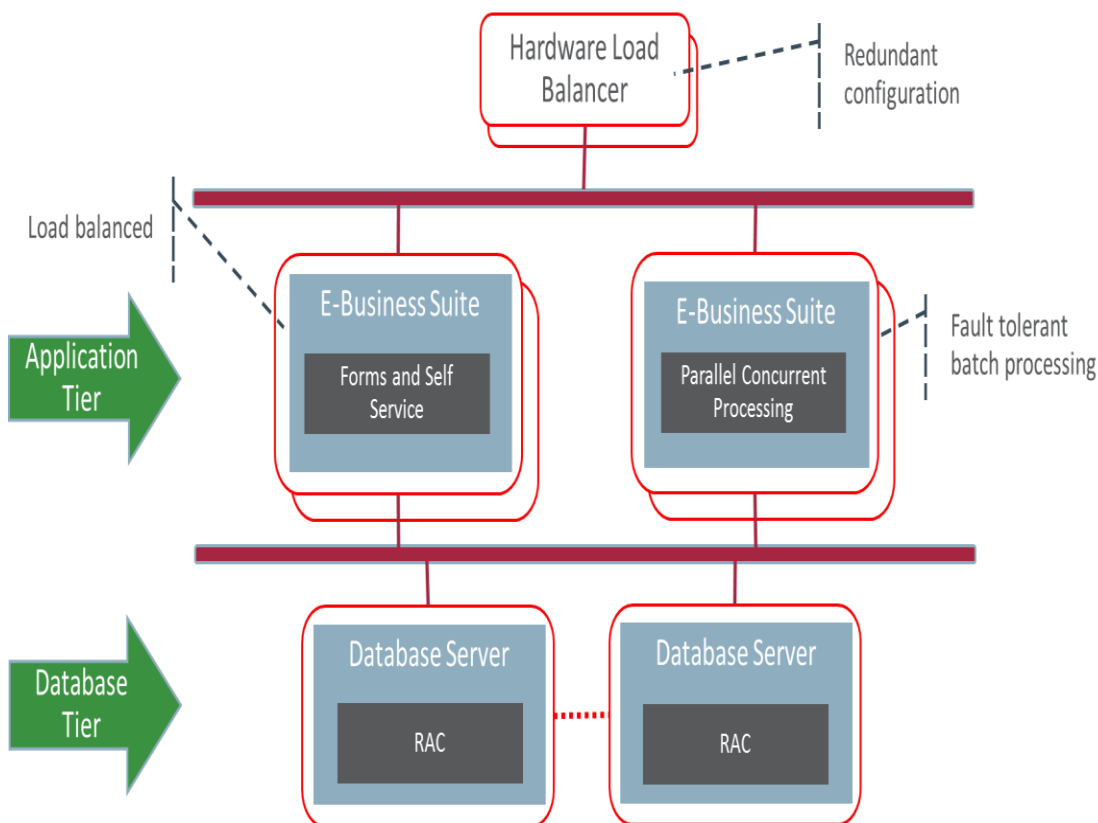 Hardware Load
Balancer
Redundant
configuration
Load balanced
E-Business Suite
Forms and Self
Service
E-Business Suite
Parallel Concurrent
Processing
Fault tolerant
batch processing
Application
Tier
Database Server
RAC
Database Server
RAC
Database
Tier